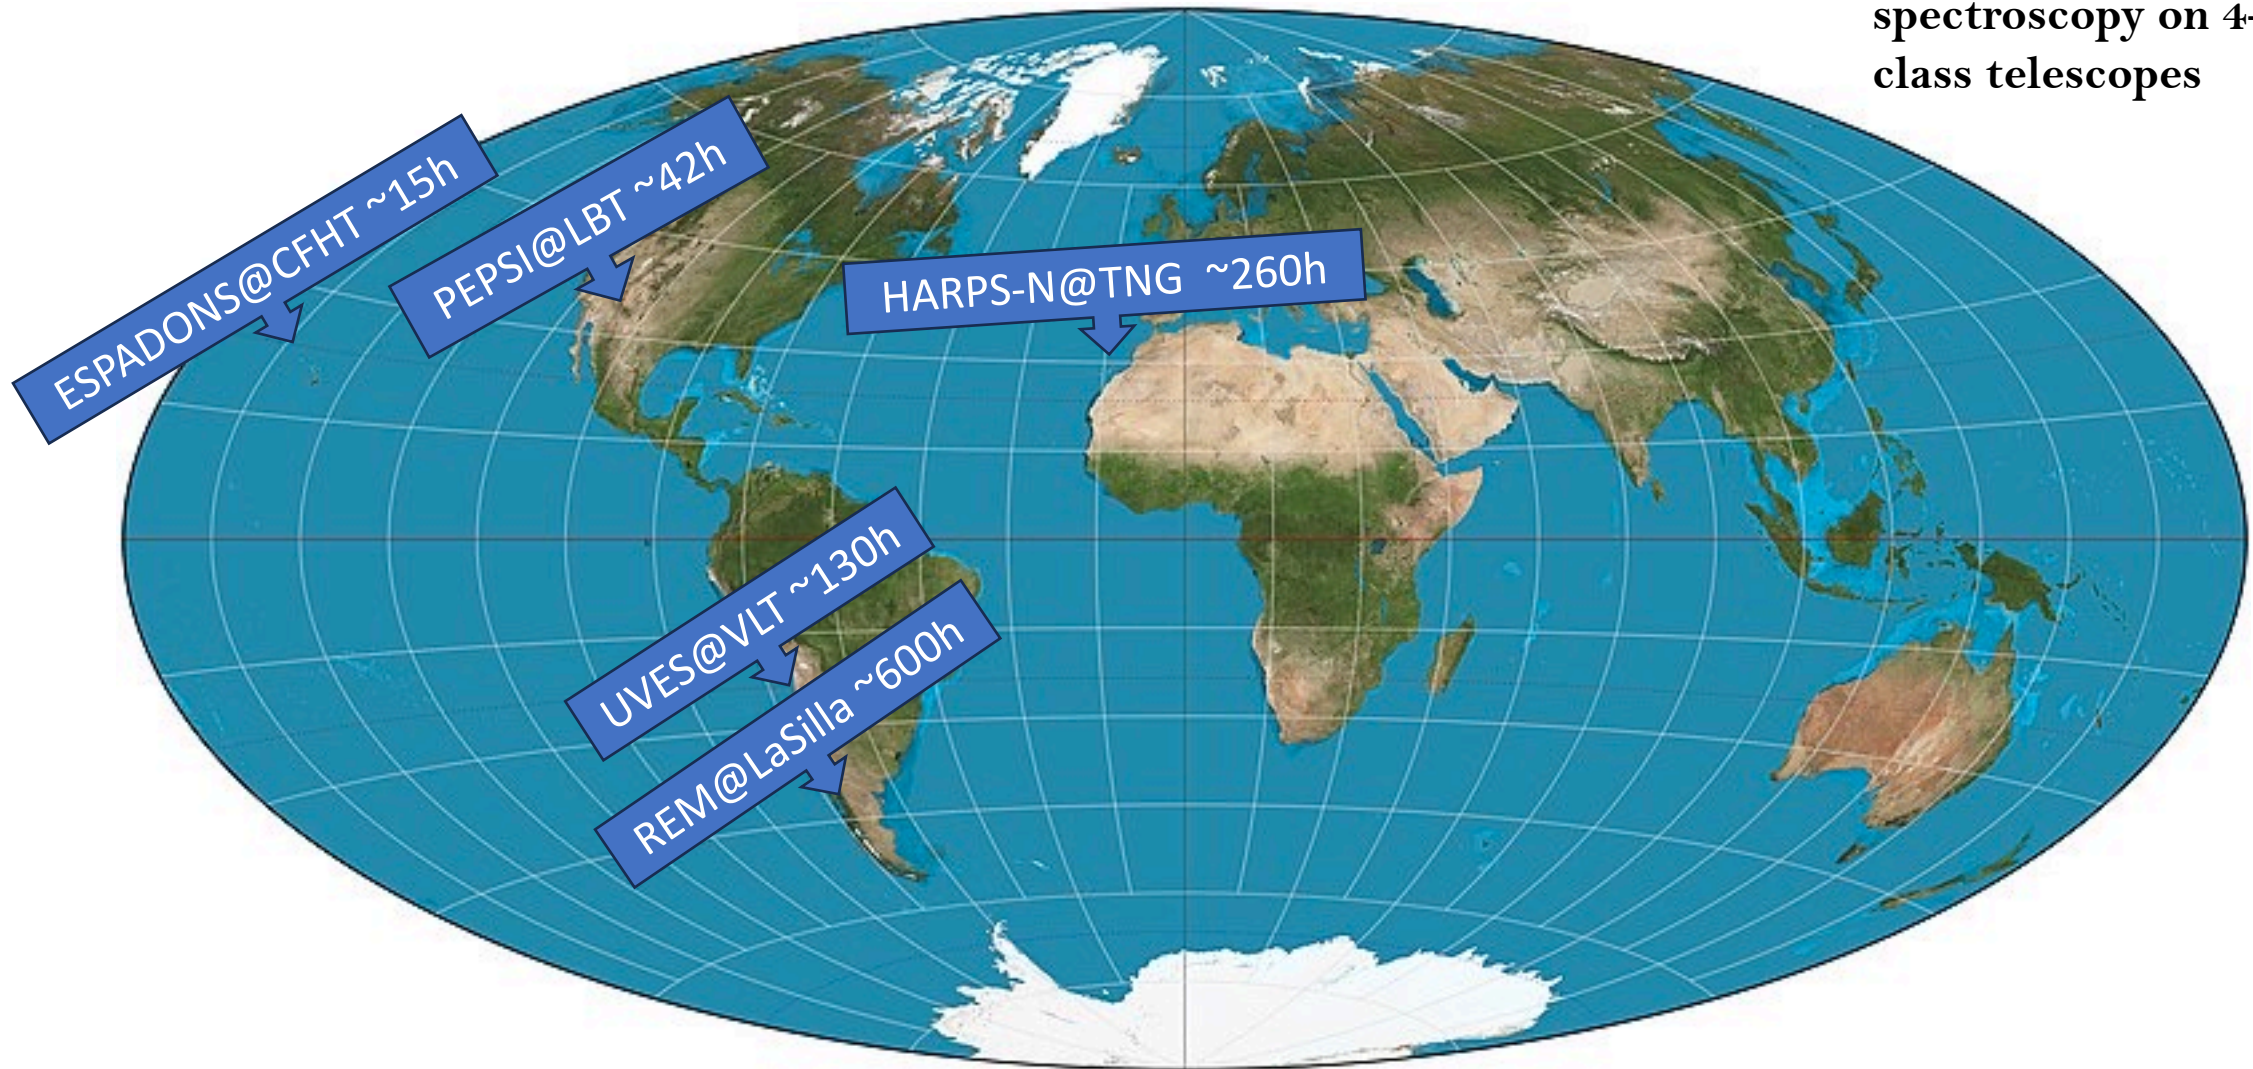 spectroscopy on 4-
class telescopes
ESPADONS@CFHT ~15h
PEPSI@LBT ~42h
HARPS-N@TNG ~260h
UVES@VLT ~130h
REM@LaSilla ~600h